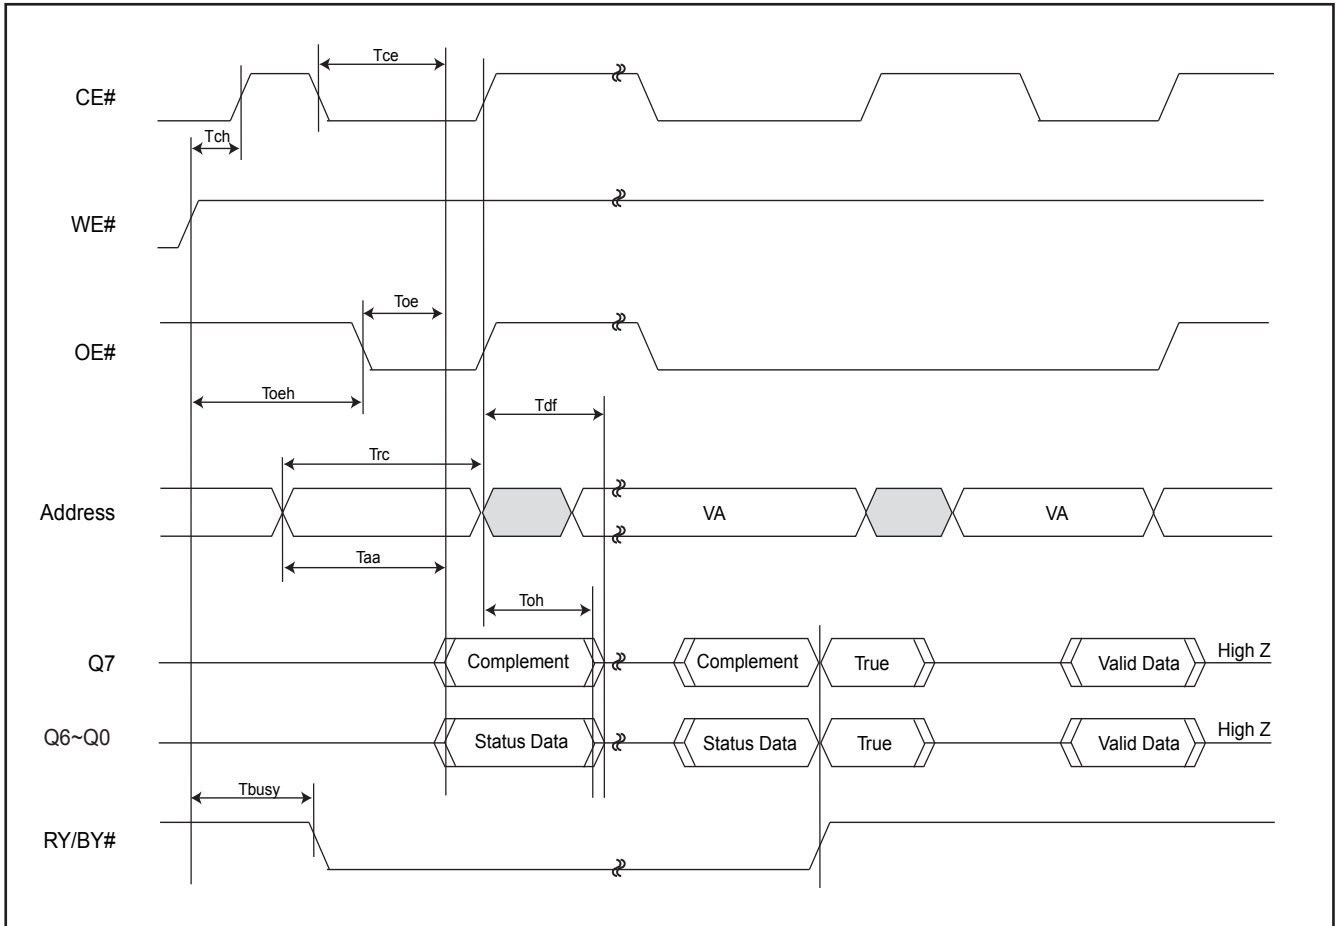 Tce
CE#
Tch
WE#
Toe
OE#
Toeh
Tdf
Trc
Address
VA
VA
Taa
Toh
Q7
Complement
Complement
True
Valid Data
High Z
Q6~Q0
Status Data
Status Data
True
Valid Data
High Z
Tbusy
RY/BY#